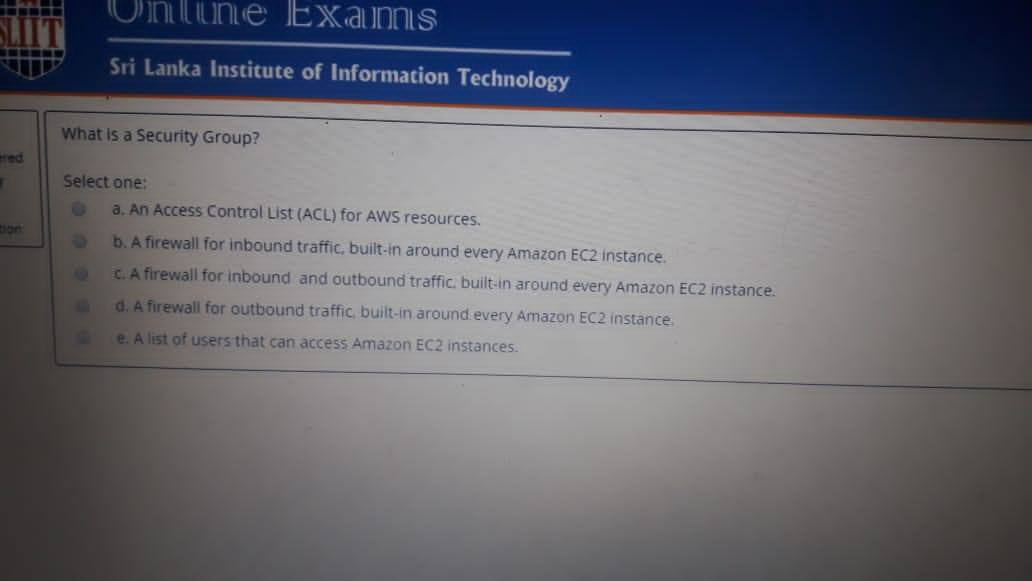 SLIIT
Online Exams
Sri Lanka Institute of Information Technology
What is a Security Group?
Select one:
a. An Access Control List (ACL) for AWS resources.
b. A firewall for inbound traffic, built-in around every Amazon EC2 instance.
c. A firewall for inbound and outbound traffic, built-in around every Amazon EC2 instance.
d. A firewall for outbound traffic, built-in around every Amazon EC2 instance.
e. A list of users that can access Amazon EC2 instances.